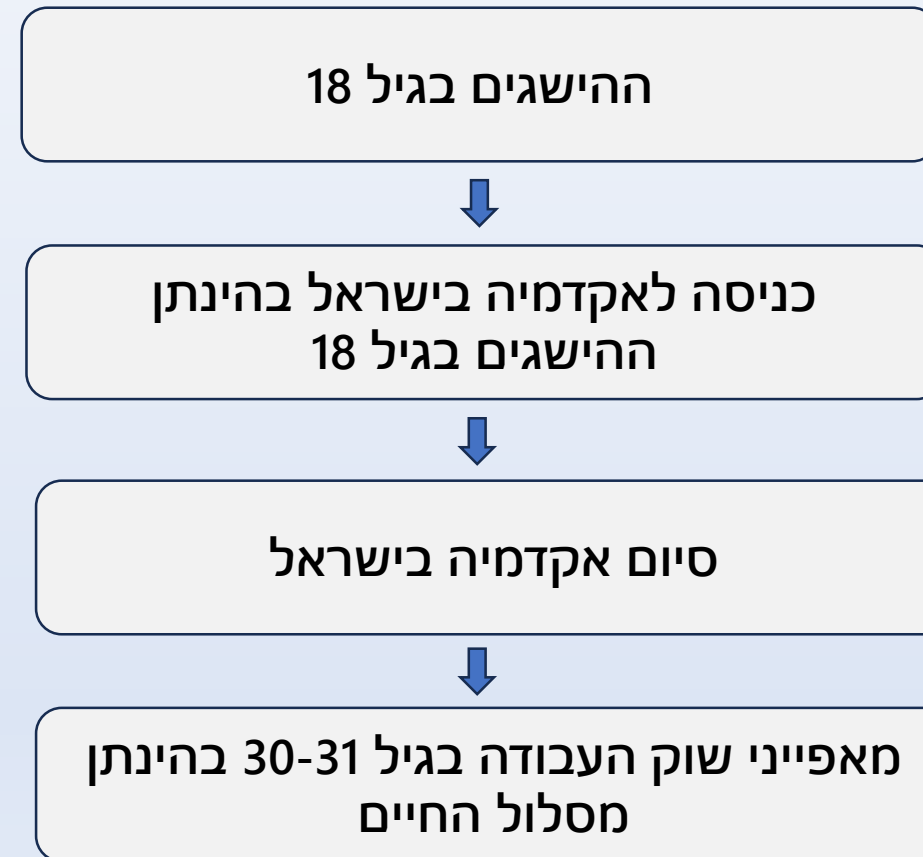 ההישגים בגיל 18
כניסה לאקדמיה בישראל בהינתן
ההישגים בגיל 18
סיום אקדמיה בישראל
מאפייני שוק העבודה בגיל 30-31 בהינתן
מסלול החיים